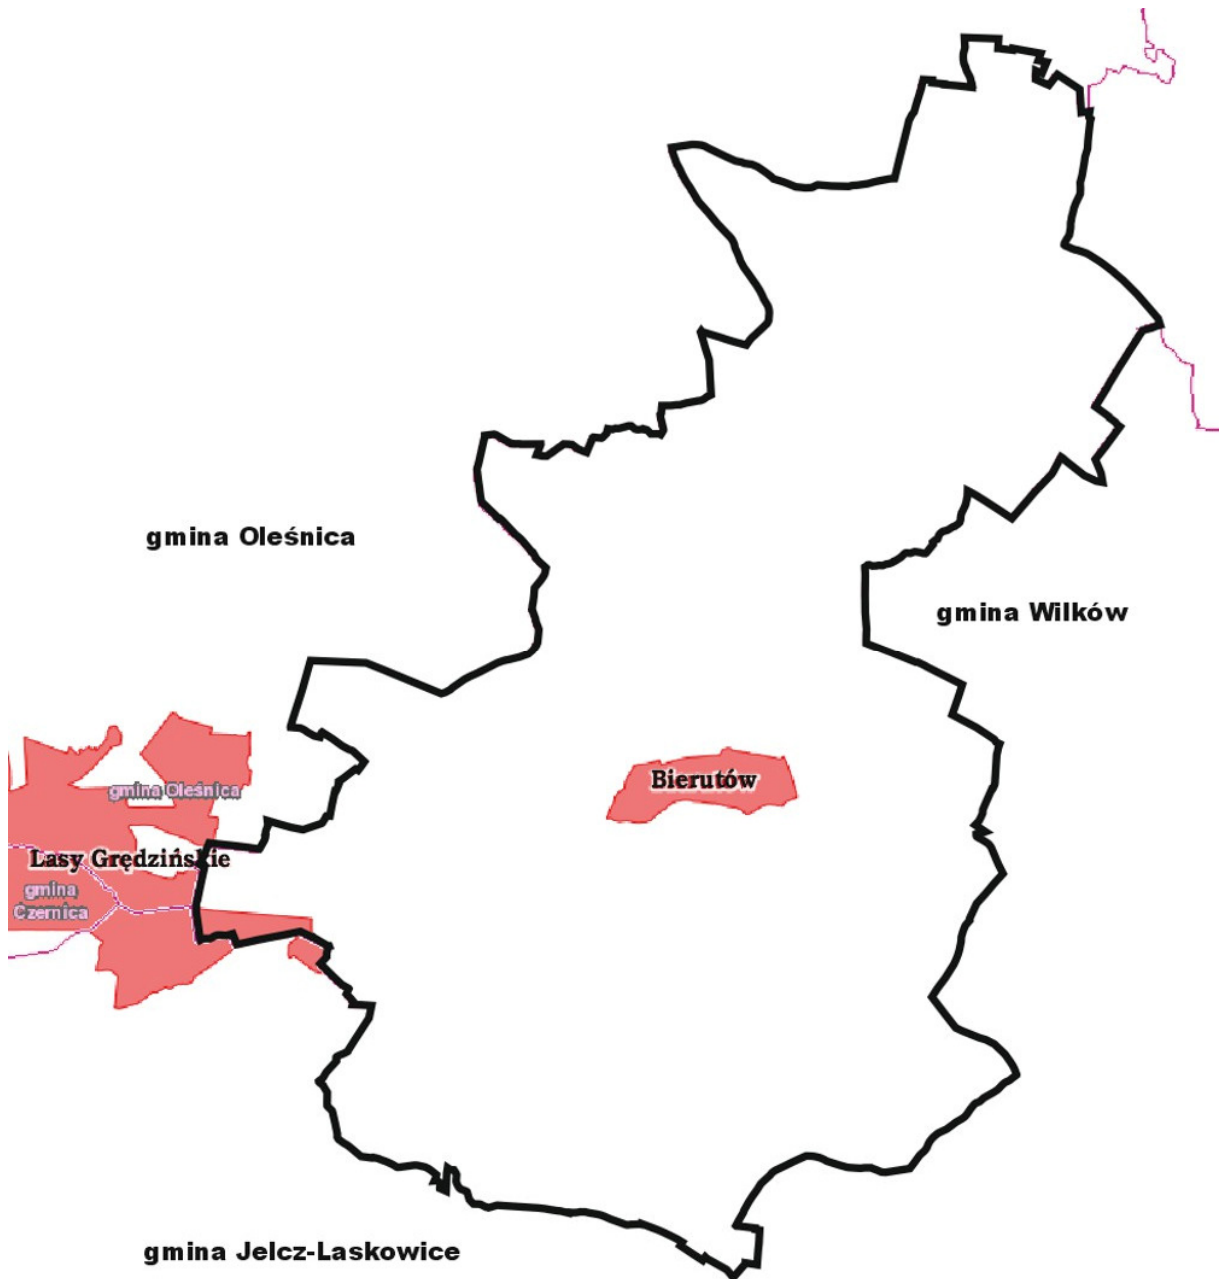 gmina Oleśnica
gmina Wilków
Bierutów
gmina Oleśnica
Lasy Grędzińskie
gmina
Czernica
gmina Jelcz-Laskowice